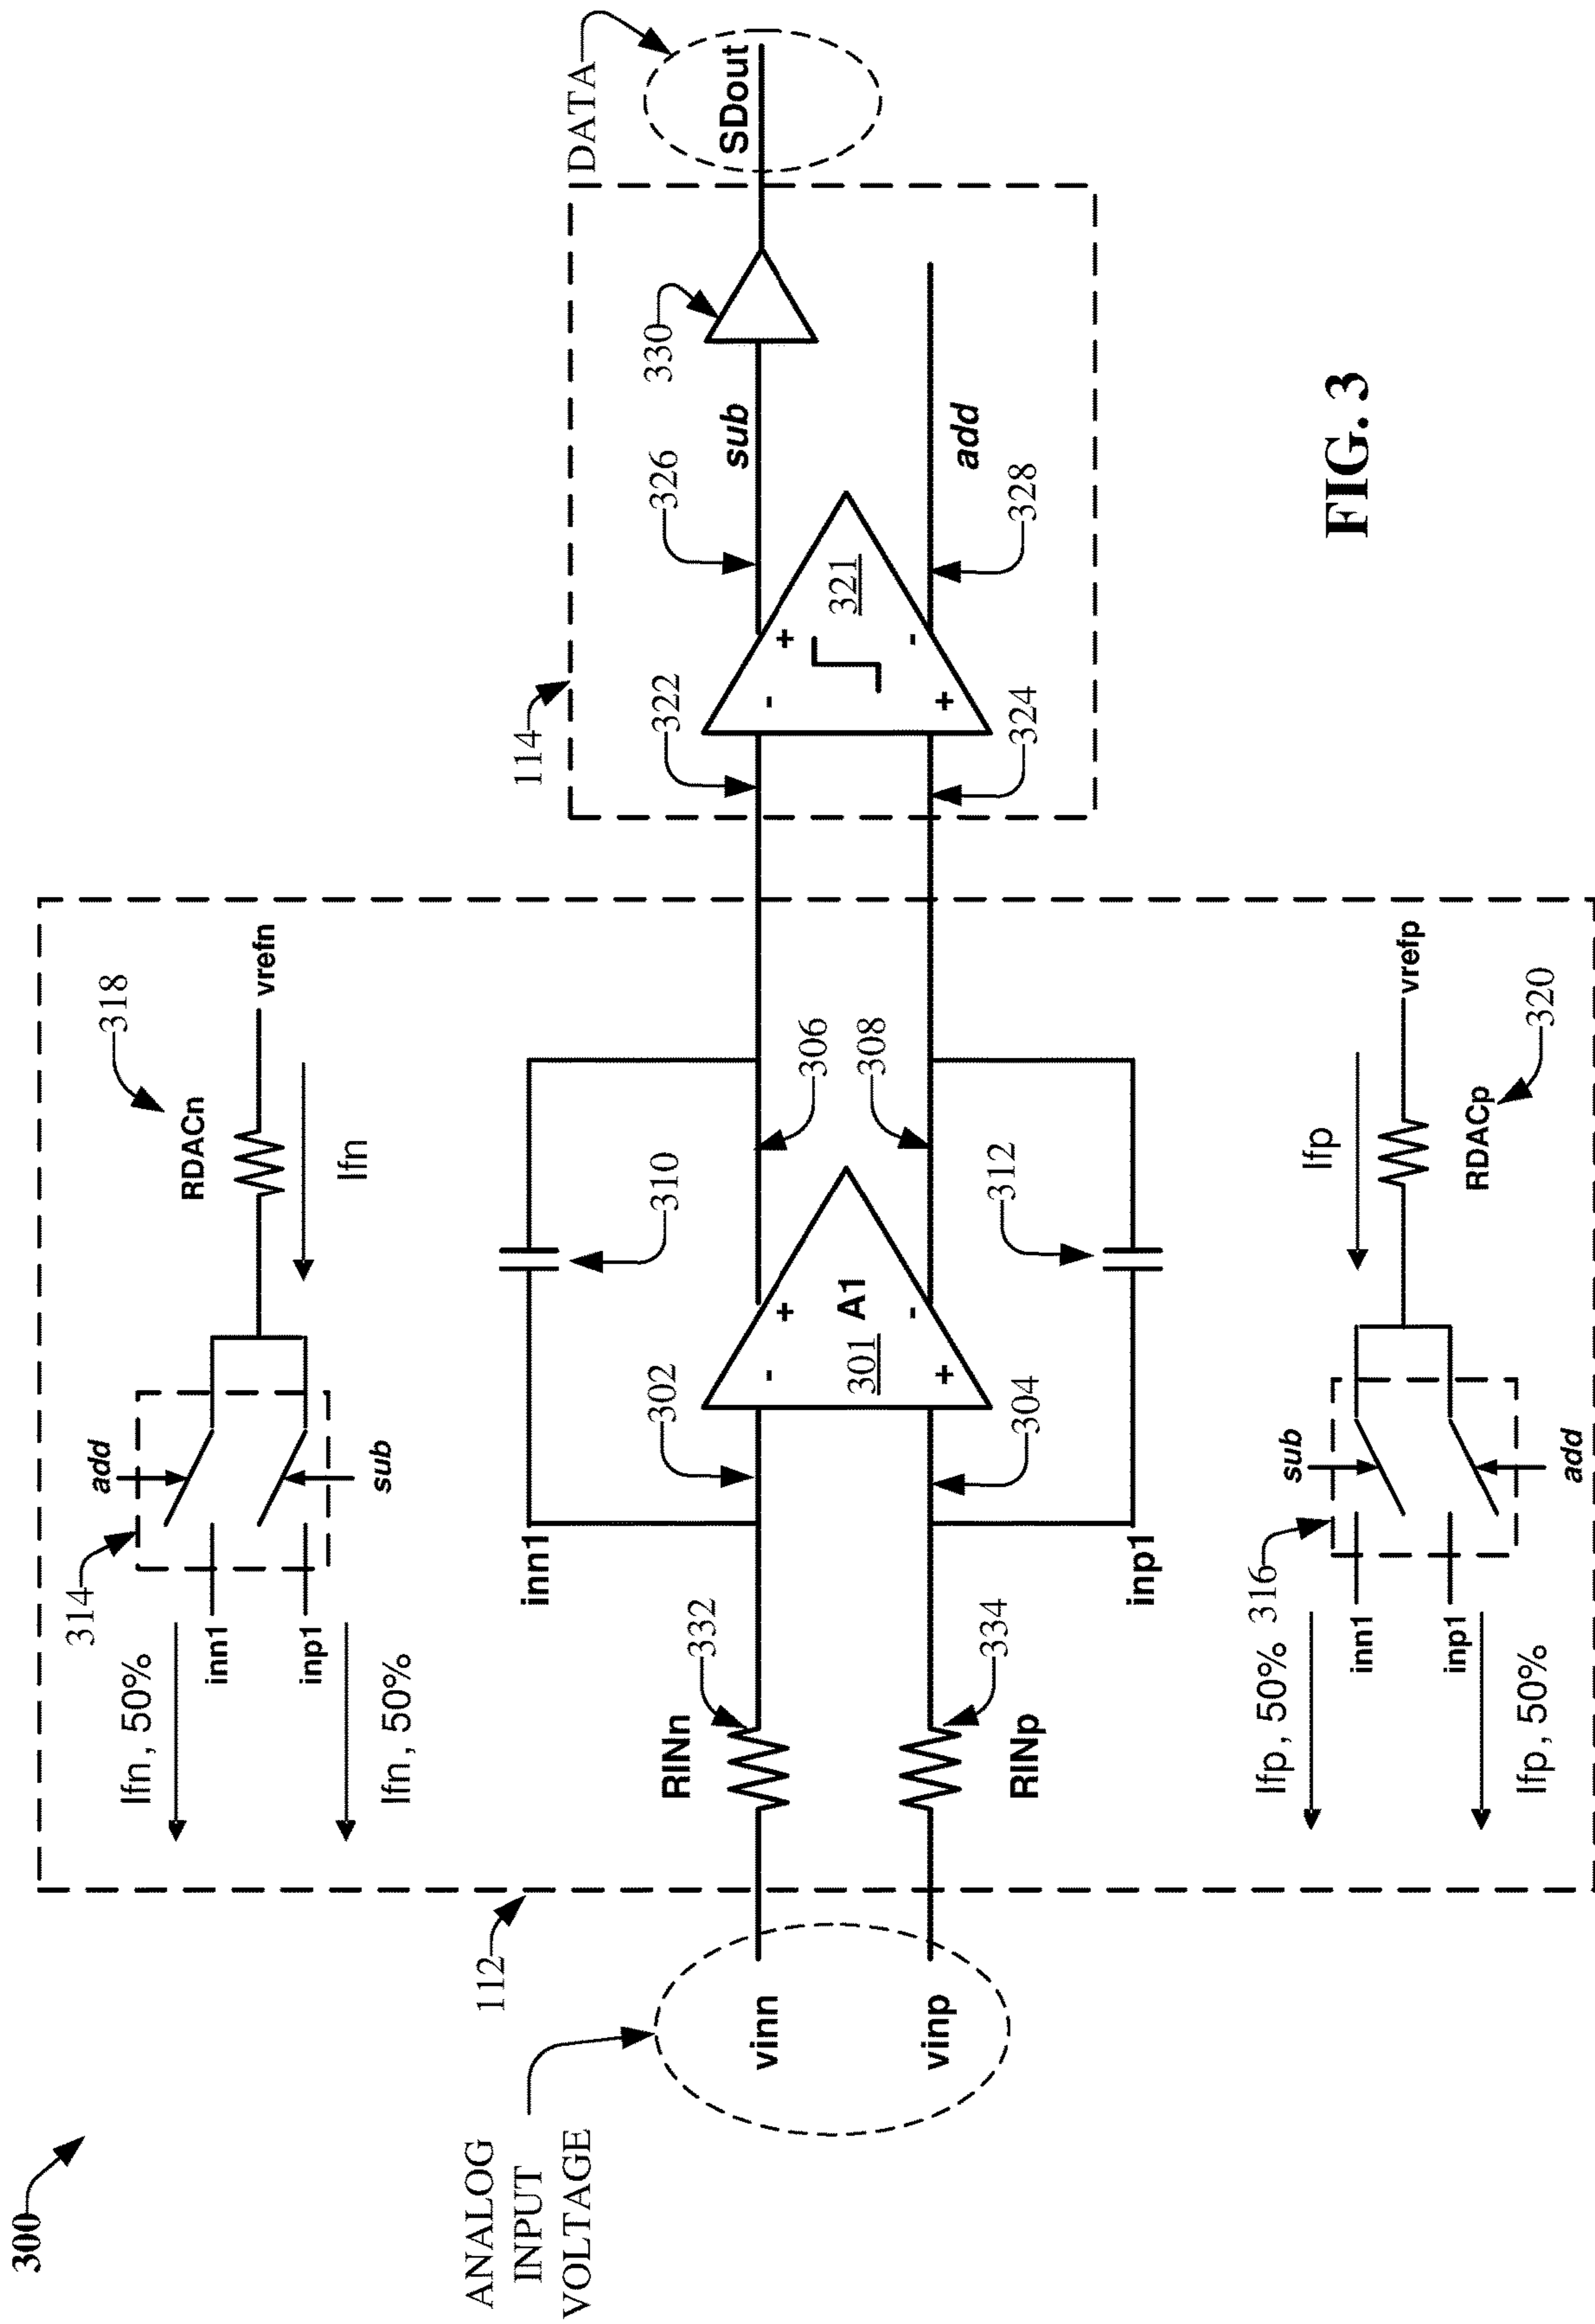 300
ANALOG
INPUT
VOLTAGE
vinn
vinp
112
314
add
sub
inn1
inp1
Ifn, 50%
Ifn, 50%
RDACn
318
vrefn
Ifn
inn1
310
RINn
332
302
- +
A1
301
+ -
306
308
RINp
334
304
312
inp1
316
sub
add
inn1
inp1
Ifp, 50%
Ifp, 50%
Ifp
RDACp
320
vrefp
114
322
326
- +
321
+ -
324
328
sub
add
330
SDout
DATA
FIG. 3